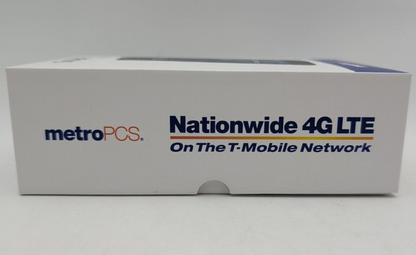 metroPCS.
Nationwide 4G LTE
On The T-Mobile Network